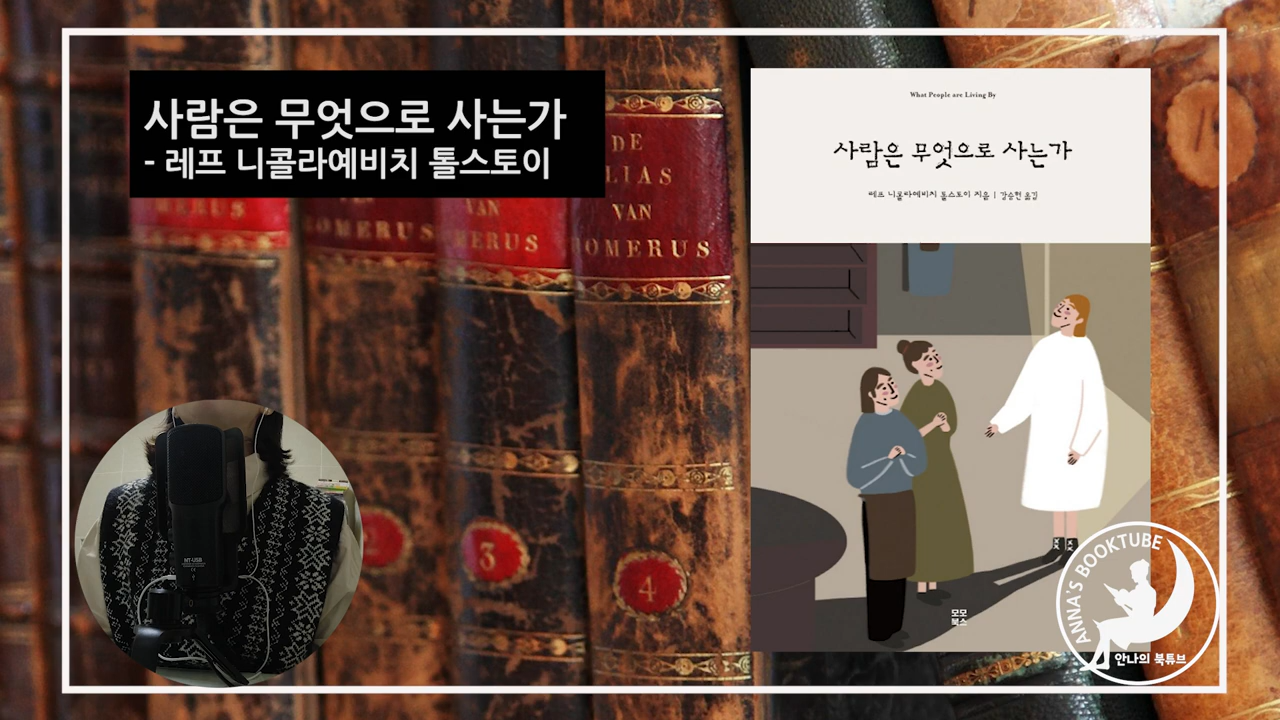 사람은 무엇으로 사는가
- 레프 니콜라예비치 톨스토이
What People are Living By
사람은 무엇으로 사는가
레프 니콜라예비치 톨스토이 지음 | 강승현 옮김
DE
LIAS
VAN
OMERUS
MERUS
OMERUS
VAN
MERUS
2
3
4
NT-USB
모모
북스
ANNA'S BOOKTUBE
안나의 북튜브